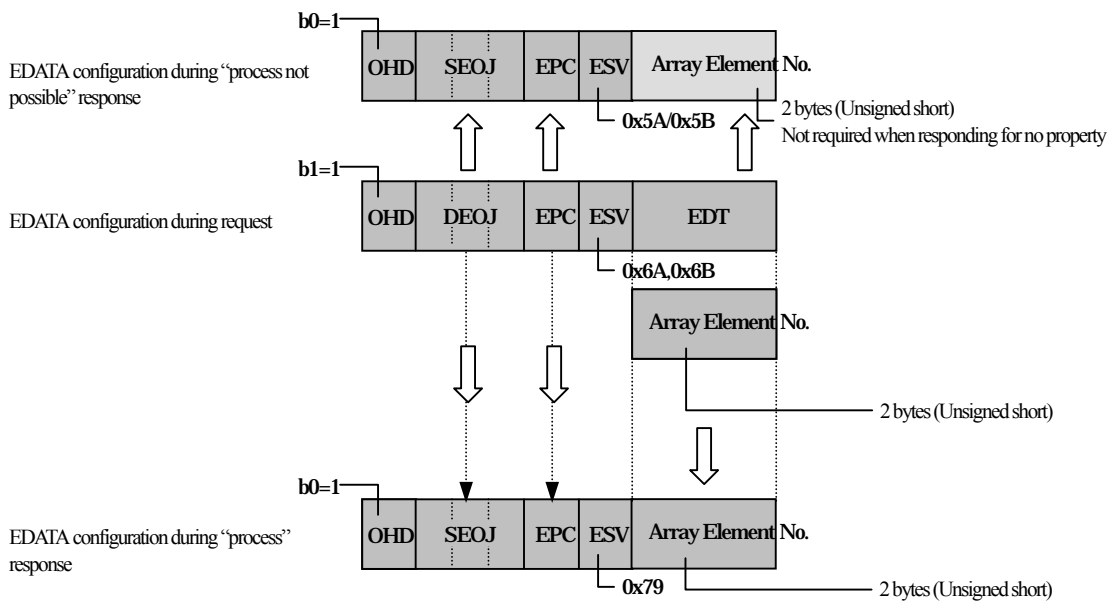 b0=1
EDATA configuration during “process not
possible” response
OHD SEOJ EPC ESV Array Element No.
0x5A/0x5B
2 bytes (Unsigned short)
Not required when responding for no property
b1=1
EDATA configuration during request
OHD DEOJ EPC ESV EDT
0x6A,0x6B
Array Element No.
2 bytes (Unsigned short)
b0=1
EDATA configuration during “process”
response
OHD SEOJ EPC ESV Array Element No.
0x79
2 bytes (Unsigned short)